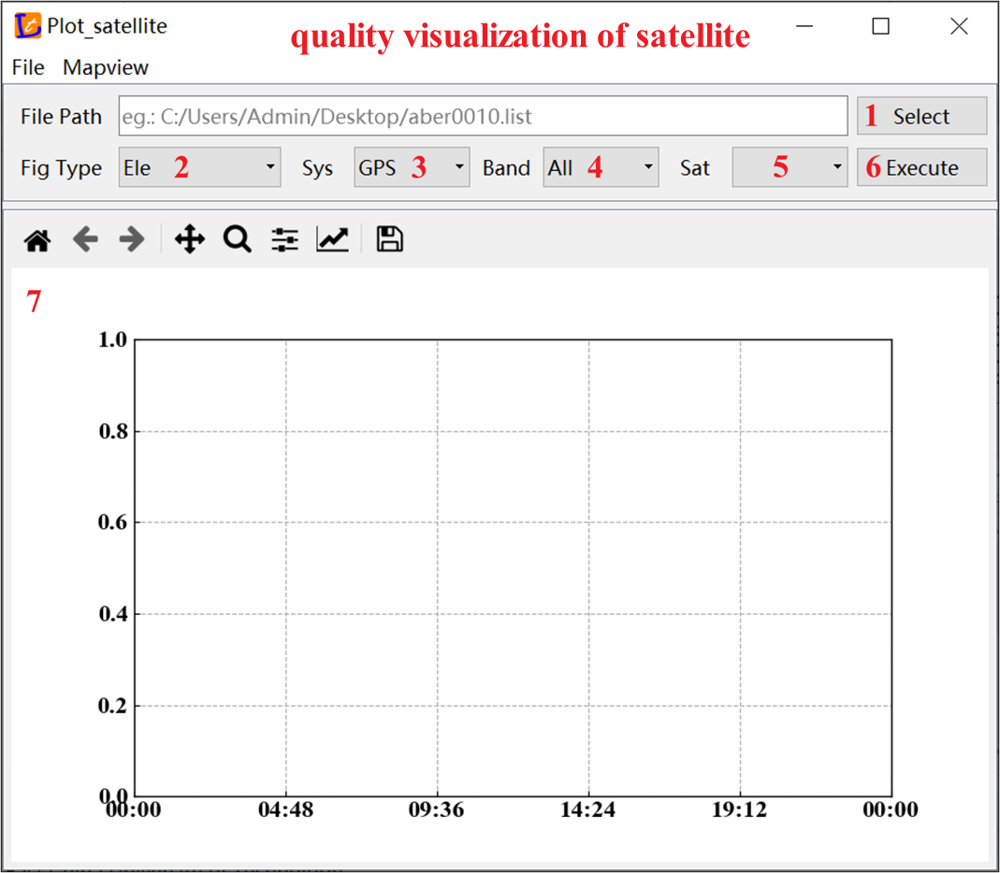 Plot_satellite
quality visualization of satellite
File Mapview
File Path eg.: C:/Users/Admin/Desktop/aber0010.list 1 Select
Fig Type Ele 2 Sys GPS 3 Band All 4 Sat 5 6 Execute
7
1.0
0.8
0.6
0.4
0.2
0.0
00:00 04:48 09:36 14:24 19:12 00:00